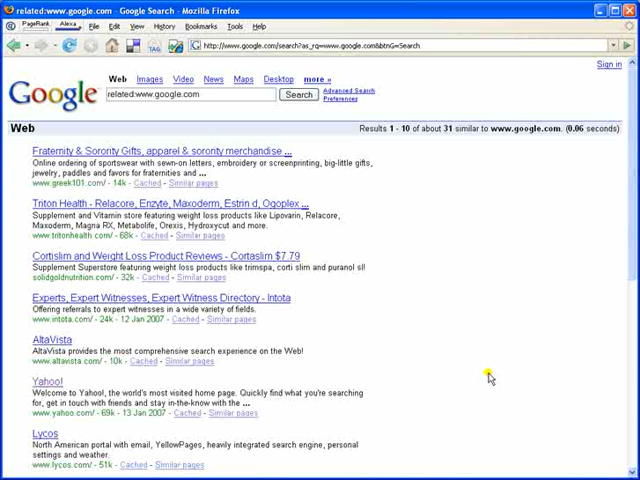 related:www.google.com - Google Search - Mozilla Firefox
PageRank Alexa File Edit View History Bookmarks Tools Help
TAG http://www.google.com/search?as_rq=www.google.com&btnG=Search
Sign in
Web Images Video News Maps Desktop more »
Google related:www.google.com Search Advanced Search
Preferences
Web Results 1 - 10 of about 31 similar to www.google.com. (0.06 seconds)
Fraternity & Sorority Gifts, apparel & sorority merchandise ...
Online ordering of sportswear with sewn-on letters, embroidery or screenprinting, big-little gifts,
jewelry, paddles and favors for fraternities and ...
www.greek101.com/ - 14k - Cached - Similar pages
Triton Health - Relacore, Enzyte, Maxoderm, Estrin d, Ogoplex ...
Supplement and Vitamin store featuring weight loss products like Lipovarin, Relacore,
Maxoderm, Magna RX, Metabolife, Orexis, Hydroxycut and more.
www.tritonhealth.com/ - 68k - Cached - Similar pages
Cortislim and Weight Loss Product Reviews - Cortaslim $7.79
Supplement Superstore featuring weight loss products like trimspa, corti slim and puranol sl!
solidgoldnutrition.com/ - 32k - Cached - Similar pages
Experts, Expert Witnesses, Expert Witness Directory - Intota
Offering referrals to expert witnesses in a wide variety of fields.
www.intota.com/ - 24k - 12 Jan 2007 - Cached - Similar pages
AltaVista
AltaVista provides the most comprehensive search experience on the Web!
www.altavista.com/ - 10k - Cached - Similar pages
Yahoo!
Welcome to Yahoo!, the world's most visited home page. Quickly find what you're searching
for, get in touch with friends and stay in-the-know with the ...
www.yahoo.com/ - 69k - 13 Jan 2007 - Cached - Similar pages
Lycos
North American portal with email, YellowPages, heavily integrated search engine, personal
settings and weather.
www.lycos.com/ - 51k - Cached - Similar pages